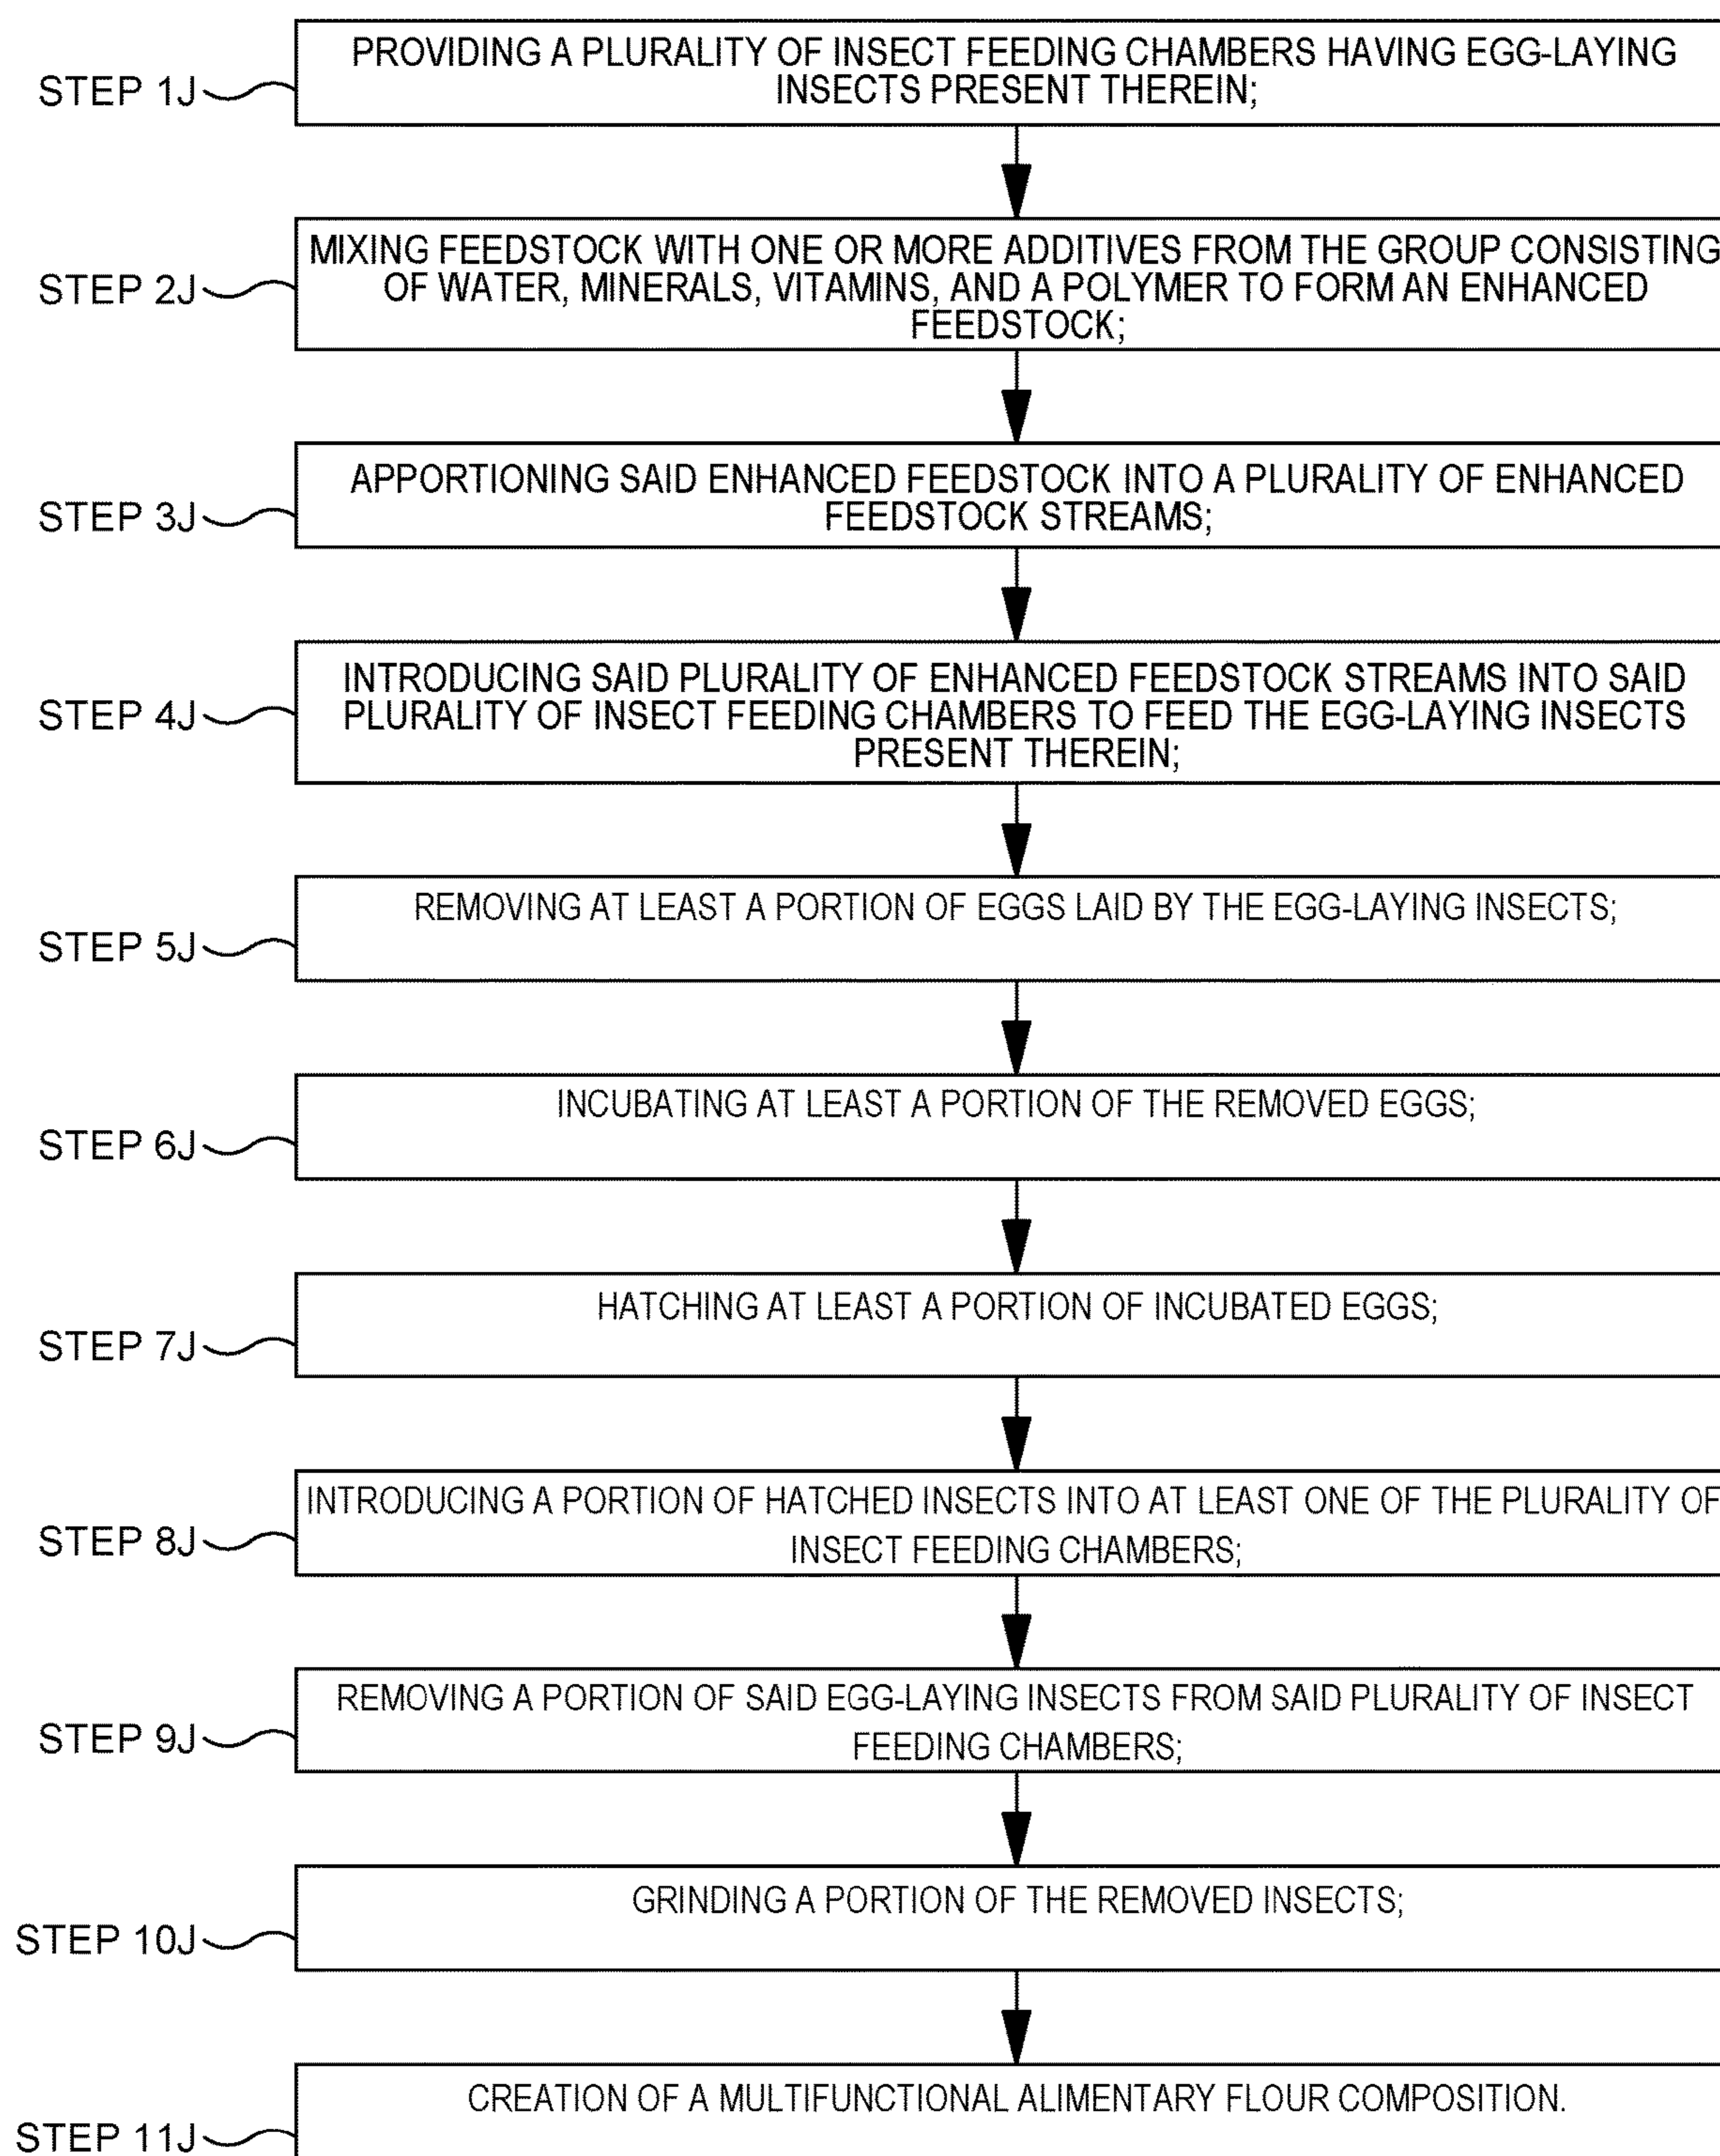 STEP 1J
PROVIDING A PLURALITY OF INSECT FEEDING CHAMBERS HAVING EGG-LAYING
INSECTS PRESENT THEREIN;
STEP 2J
MIXING FEEDSTOCK WITH ONE OR MORE ADDITIVES FROM THE GROUP CONSISTING
OF WATER, MINERALS, VITAMINS, AND A POLYMER TO FORM AN ENHANCED
FEEDSTOCK;
STEP 3J
APPORTIONING SAID ENHANCED FEEDSTOCK INTO A PLURALITY OF ENHANCED
FEEDSTOCK STREAMS;
STEP 4J
INTRODUCING SAID PLURALITY OF ENHANCED FEEDSTOCK STREAMS INTO SAID
PLURALITY OF INSECT FEEDING CHAMBERS TO FEED THE EGG-LAYING INSECTS
PRESENT THEREIN;
STEP 5J
REMOVING AT LEAST A PORTION OF EGGS LAID BY THE EGG-LAYING INSECTS;
STEP 6J
INCUBATING AT LEAST A PORTION OF THE REMOVED EGGS;
STEP 7J
HATCHING AT LEAST A PORTION OF INCUBATED EGGS;
STEP 8J
INTRODUCING A PORTION OF HATCHED INSECTS INTO AT LEAST ONE OF THE PLURALITY OF
INSECT FEEDING CHAMBERS;
STEP 9J
REMOVING A PORTION OF SAID EGG-LAYING INSECTS FROM SAID PLURALITY OF INSECT
FEEDING CHAMBERS;
STEP 10J
GRINDING A PORTION OF THE REMOVED INSECTS;
STEP 11J
CREATION OF A MULTIFUNCTIONAL ALIMENTARY FLOUR COMPOSITION.